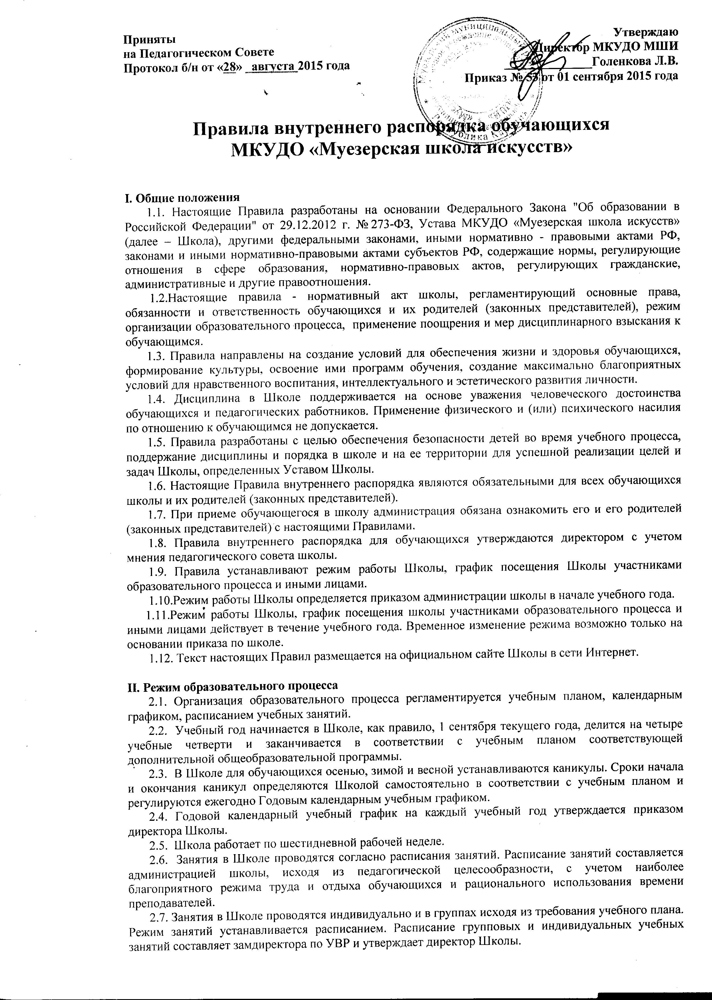 Приняты
на Педагогическом Совете
Протокол б/н от «28» августа 2015 года
Утверждаю
Директор МКУДО МШИ
Голенкова Л.В.
Приказ № 53 от 01 сентября 2015 года
Правила внутреннего распорядка обучающихся
МКУДО «Муезерская школа искусств»
I. Общие положения
1.1. Настоящие Правила разработаны на основании Федерального Закона "Об образовании в
Российской Федерации" от 29.12.2012 г. №273-ФЗ, Устава МКУДО «Муезерская школа искусств»
(далее – Школа), другими федеральными законами, иными нормативно - правовыми актами РФ,
законами и иными нормативно-правовыми актами субъектов РФ, содержащие нормы, регулирующие
отношения в сфере образования, нормативно-правовых актов, регулирующих гражданские,
административные и другие правоотношения.
1.2.Настоящие правила - нормативный акт школы, регламентирующий основные права,
обязанности и ответственность обучающихся и их родителей (законных представителей), режим
организации образовательного процесса, применение поощрения и мер дисциплинарного взыскания к
обучающимся.
1.3. Правила направлены на создание условий для обеспечения жизни и здоровья обучающихся,
формирование культуры, освоение ими программ обучения, создание максимально благоприятных
условий для нравственного воспитания, интеллектуального и эстетического развития личности.
1.4. Дисциплина в Школе поддерживается на основе уважения человеческого достоинства
обучающихся и педагогических работников. Применение физического и (или) психического насилия
по отношению к обучающимся не допускается.
1.5. Правила разработаны с целью обеспечения безопасности детей во время учебного процесса,
поддержание дисциплины и порядка в школе и на ее территории для успешной реализации целей и
задач Школы, определенных Уставом Школы.
1.6. Настоящие Правила внутреннего распорядка являются обязательными для всех обучающихся
школы и их родителей (законных представителей).
1.7. При приеме обучающегося в школу администрация обязана ознакомить его и его родителей
(законных представителей) с настоящими Правилами.
1.8. Правила внутреннего распорядка для обучающихся утверждаются директором с учетом
мнения педагогического совета школы.
1.9. Правила устанавливают режим работы Школы, график посещения Школы участниками
образовательного процесса и иными лицами.
1.10.Режим работы Школы определяется приказом администрации школы в начале учебного года.
1.11.Режим работы Школы, график посещения школы участниками образовательного процесса и
иными лицами действует в течение учебного года. Временное изменение режима возможно только на
основании приказа по школе.
1.12. Текст настоящих Правил размещается на официальном сайте Школы в сети Интернет.
II. Режим образовательного процесса
2.1. Организация образовательного процесса регламентируется учебным планом, календарным
графиком, расписанием учебных занятий.
2.2. Учебный год начинается в Школе, как правило, 1 сентября текущего года, делится на четыре
учебные четверти и заканчивается в соответствии с учебным планом соответствующей
дополнительной общеобразовательной программы.
2.3. В Школе для обучающихся осенью, зимой и весной устанавливаются каникулы. Сроки начала
и окончания каникул определяются Школой самостоятельно в соответствии с учебным планом и
регулируются ежегодно Годовым календарным учебным графиком.
2.4. Годовой календарный учебный график на каждый учебный год утверждается приказом
директора Школы.
2.5. Школа работает по шестидневной рабочей неделе.
2.6. Занятия в Школе проводятся согласно расписания занятий. Расписание занятий составляется
администрацией школы, исходя из педагогической целесообразности, с учетом наиболее
благоприятного режима труда и отдыха обучающихся и рационального использования времени
преподавателей.
2.7. Занятия в Школе проводятся индивидуально и в группах исходя из требования учебного плана.
Режим занятий устанавливается расписанием. Расписание групповых и индивидуальных учебных
занятий составляет замдиректора по УВР и утверждает директор Школы.